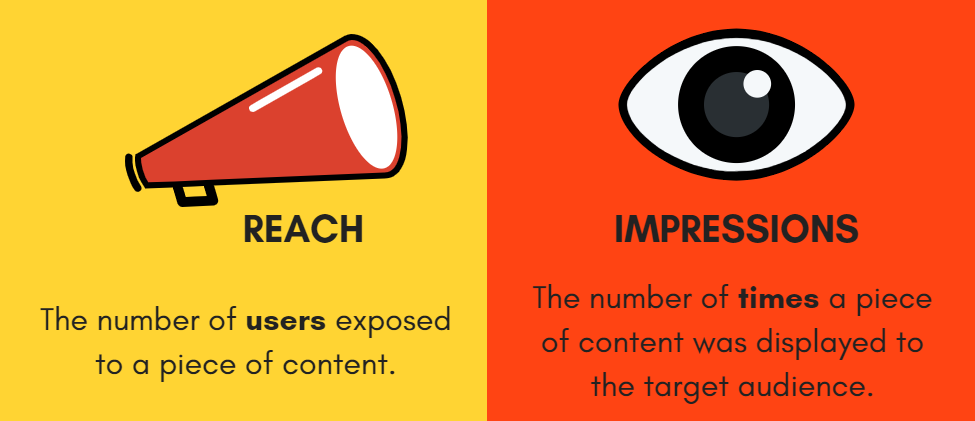 REACH
The number of users exposed
to a piece of content.
IMPRESSIONS
The number of times a piece
of content was displayed to
the target audience.